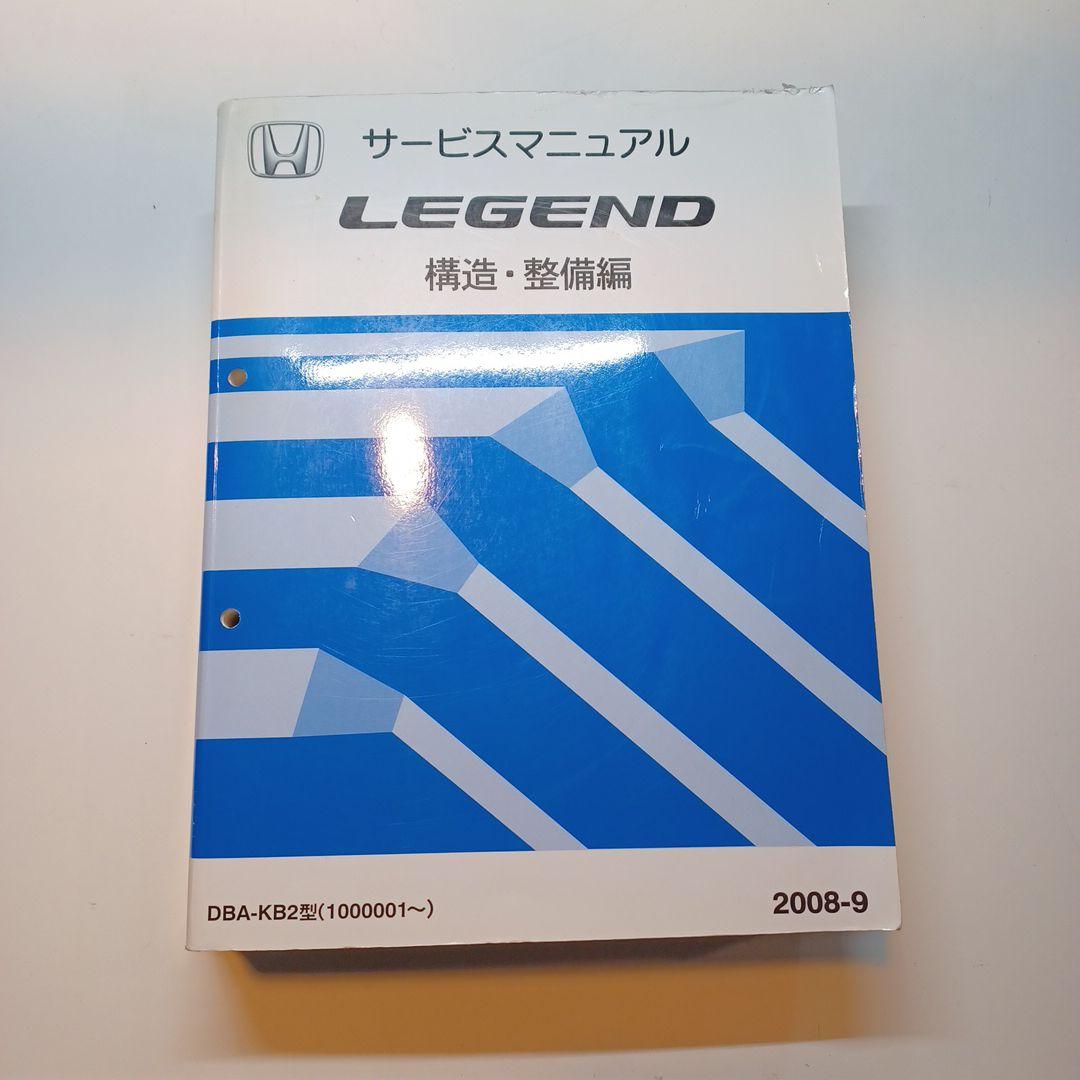 サービスマニュアル
LEGEND
構造・整備編
DBA-KB2型(1000001～)
2008-9